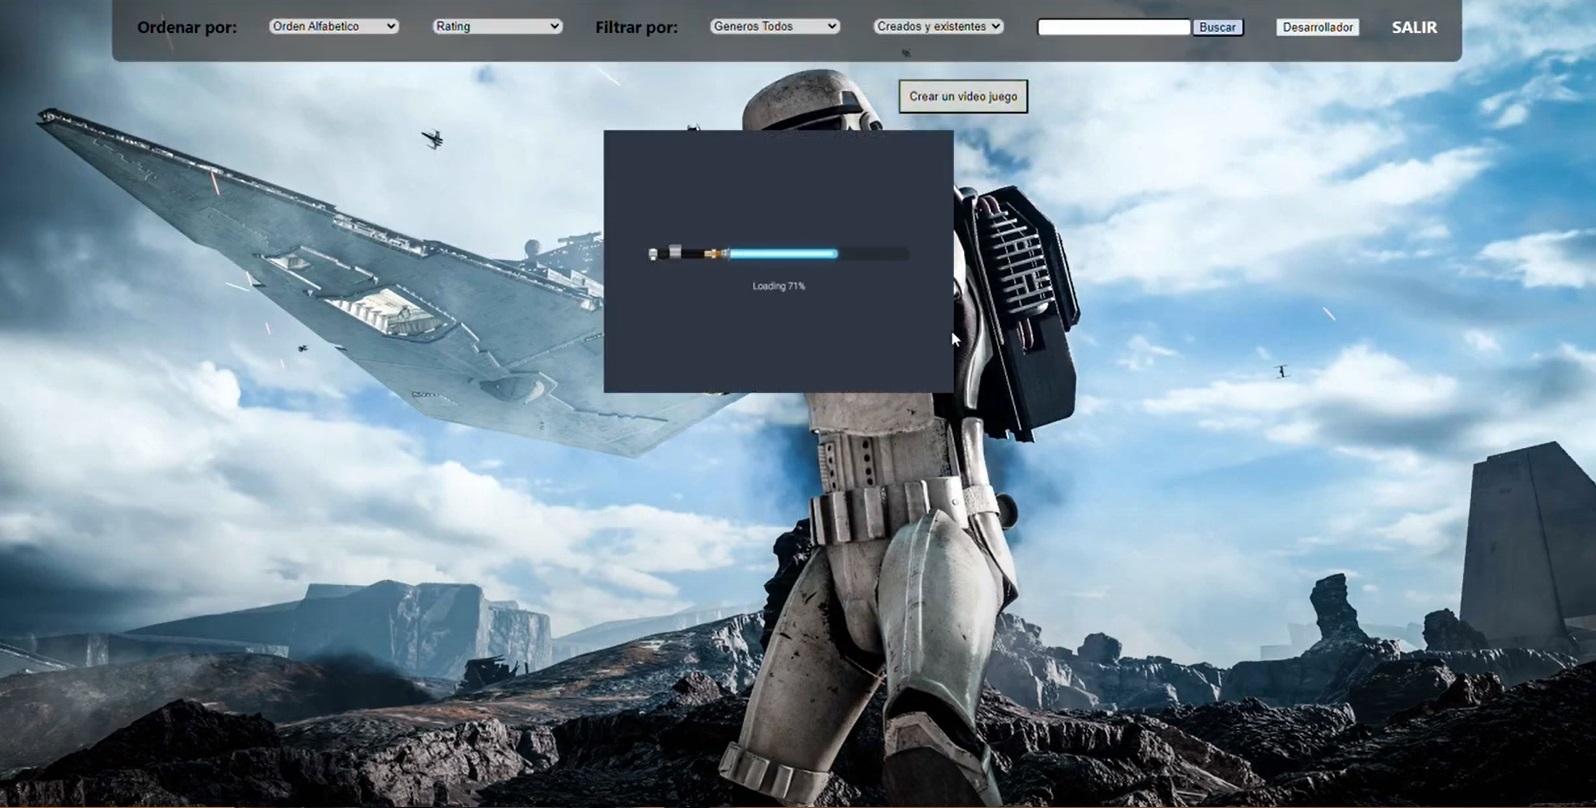 Ordenar por: Orden Alfabetico Rating Filtrar por: Generos Todos Creados y existentes Buscar Desarrollador SALIR
Crear un video juego
Loading 71%